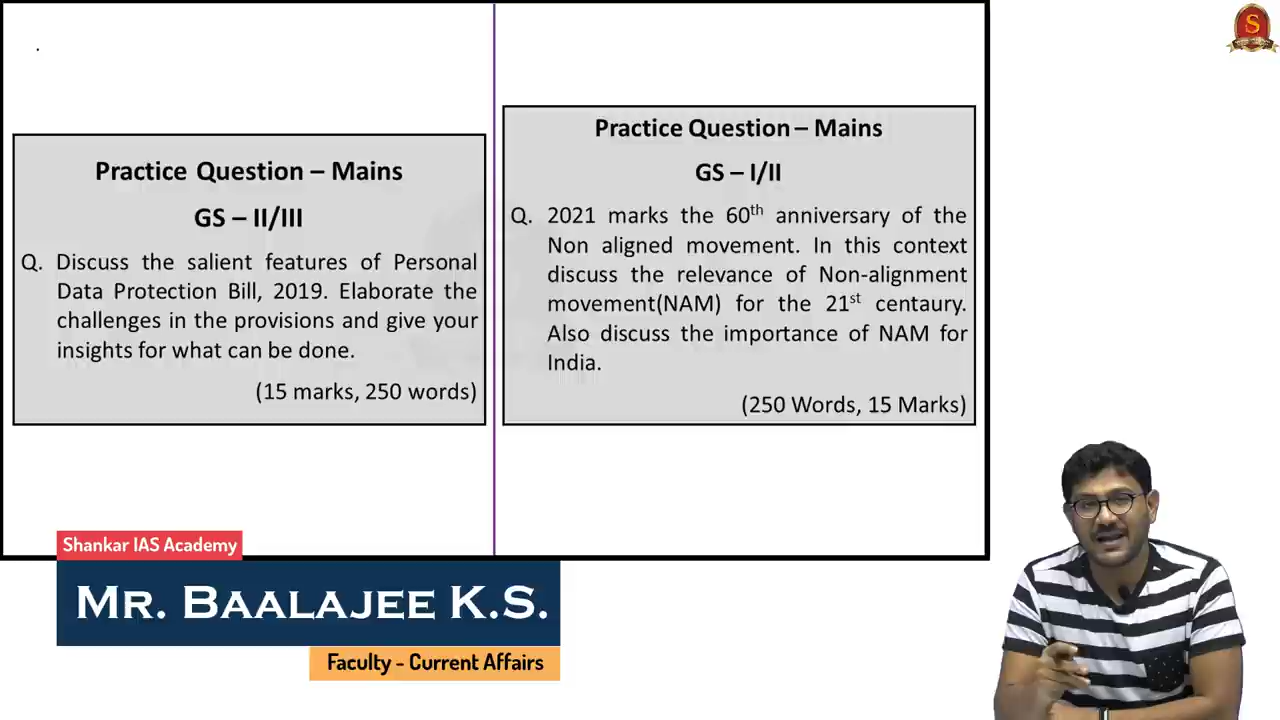 Practice Question – Mains
GS – II/III
Q. Discuss the salient features of Personal
Data Protection Bill, 2019. Elaborate the
challenges in the provisions and give your
insights for what can be done.
(15 marks, 250 words)
Practice Question – Mains
GS – I/II
Q. 2021 marks the 60th anniversary of the
Non aligned movement. In this context
discuss the relevance of Non-alignment
movement(NAM) for the 21st centaury.
Also discuss the importance of NAM for
India.
(250 Words, 15 Marks)
S
Shankar IAS Academy
MR. BAALAJEE K.S.
Faculty - Current Affairs